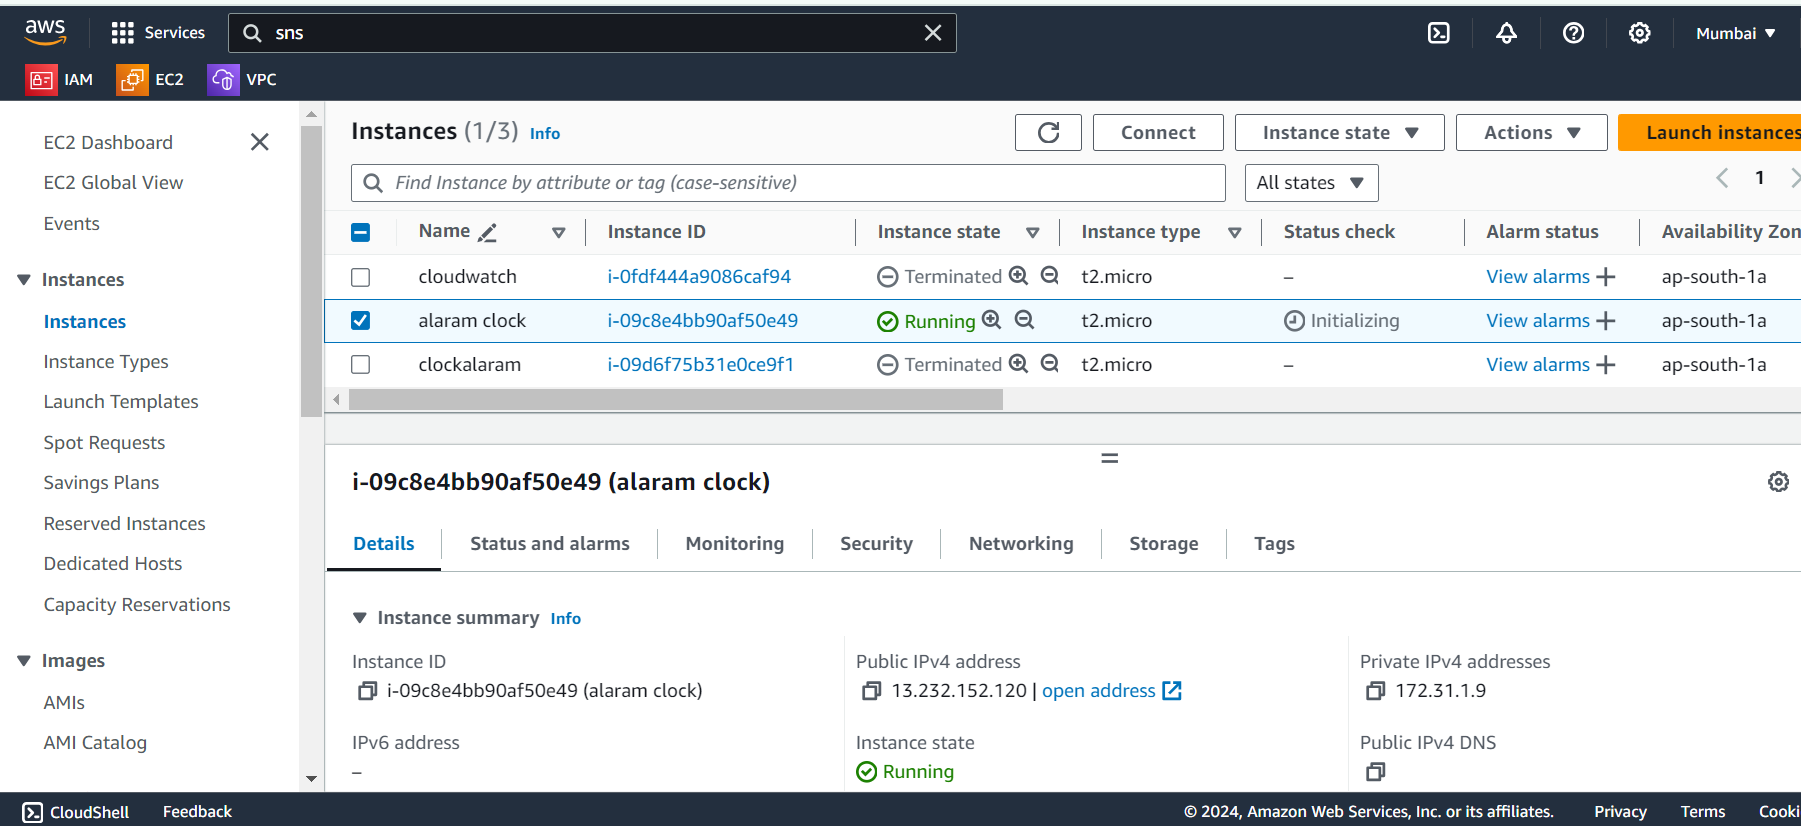 aws Services sns Mumbai
IAM EC2 VPC
EC2 Dashboard
EC2 Global View
Events
Instances
Instances
Instance Types
Launch Templates
Spot Requests
Savings Plans
Reserved Instances
Dedicated Hosts
Capacity Reservations
Images
AMIs
AMI Catalog
Instances (1/3) Info Connect Instance state Actions Launch instances
Find Instance by attribute or tag (case-sensitive) All states 1
Name Instance ID Instance state Instance type Status check Alarm status Availability Zon
cloudwatch i-0fdf444a9086caf94 Terminated t2.micro – View alarms + ap-south-1a
alaram clock i-09c8e4bb90af50e49 Running t2.micro Initializing View alarms + ap-south-1a
clockalaram i-09d6f75b31e0ce9f1 Terminated t2.micro – View alarms + ap-south-1a
i-09c8e4bb90af50e49 (alaram clock)
Details Status and alarms Monitoring Security Networking Storage Tags
Instance summary Info
Instance ID
i-09c8e4bb90af50e49 (alaram clock)
Public IPv4 address
13.232.152.120 | open address
Private IPv4 addresses
172.31.1.9
IPv6 address
–
Instance state
Running
Public IPv4 DNS
CloudShell Feedback © 2024, Amazon Web Services, Inc. or its affiliates. Privacy Terms Cooki